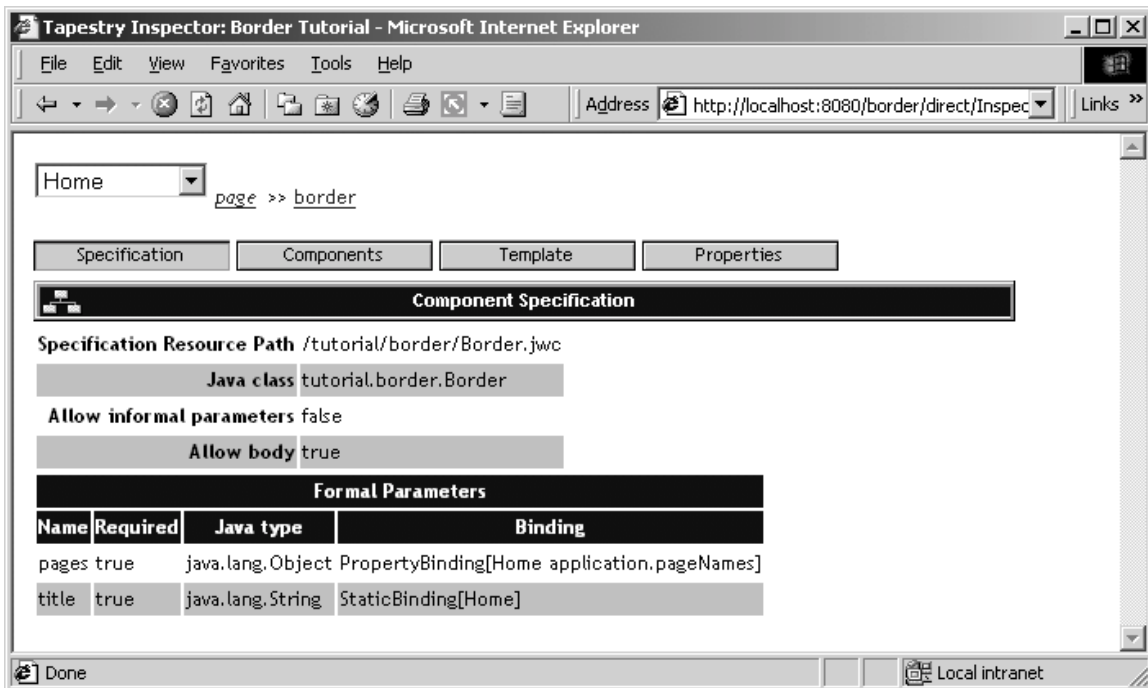 Tapestry Inspector: Border Tutorial - Microsoft Internet Explorer
File Edit View Favorites Tools Help
Address http://localhost:8080/border/direct/Inspec Links »
Home page >> border
Specification Components Template Properties
Component Specification
Specification Resource Path /tutorial/border/Border.jwc
Java class tutorial.border.Border
Allow informal parameters false
Allow body true
Formal Parameters
Name Required Java type Binding
pages true java.lang.Object PropertyBinding[Home application.pageNames]
title true java.lang.String StaticBinding[Home]
Done Local intranet